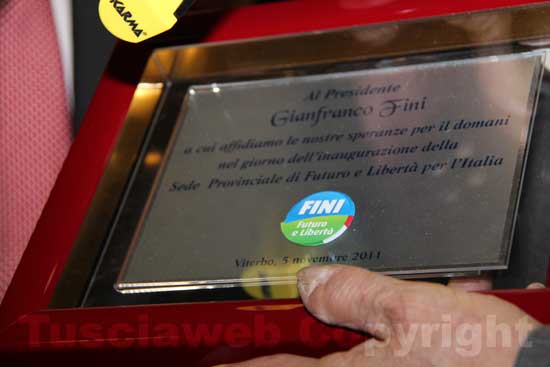 KARMA®
Al Presidente
Gianfranco Fini
a cui affidiamo le nostre speranze per il domani
nel giorno dell'inaugurazione della
Sede Provinciale di Futuro e Libertà per l'Italia
FINI
Futuro
e Libertà
Viterbo, 5 novembre 2011
Tusciaweb Copyright